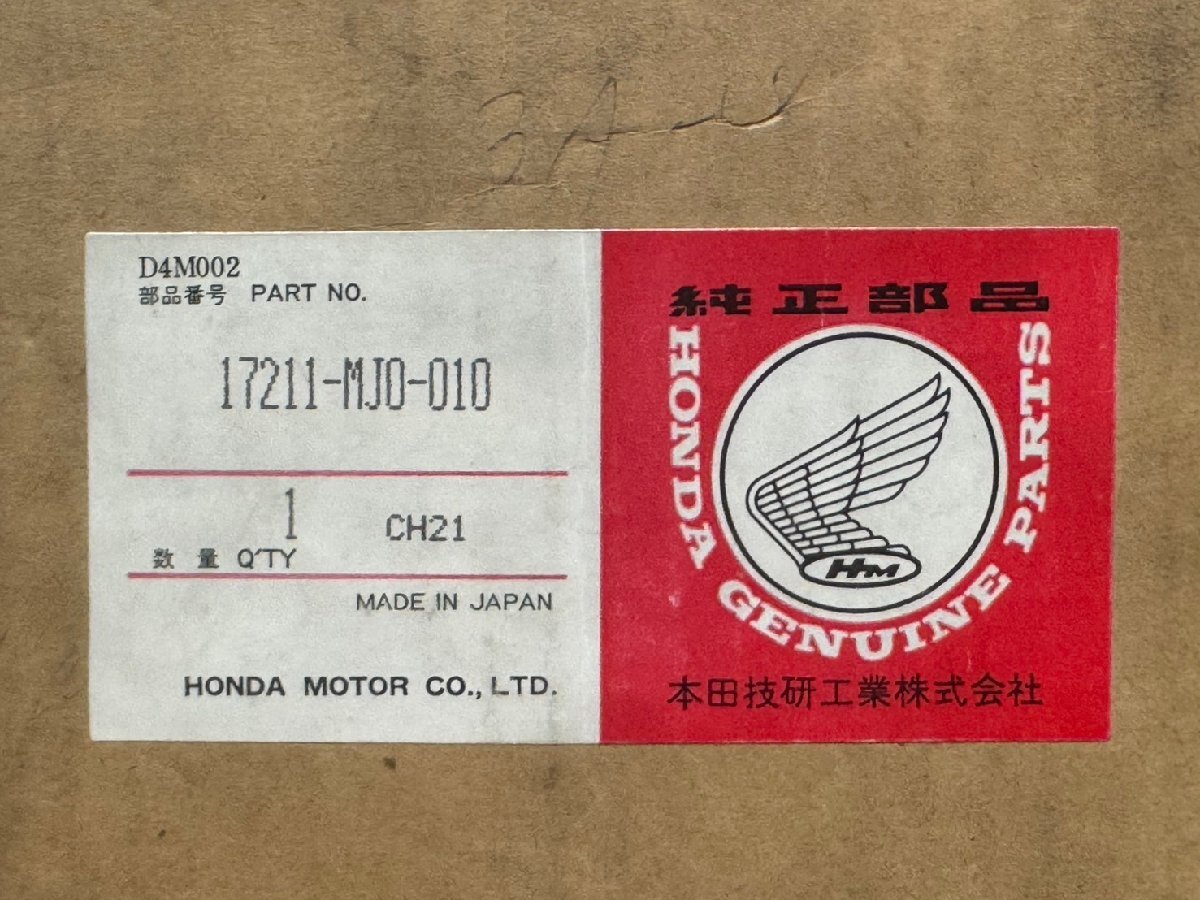 D4M002
部品番号 PART NO.
17211-MJ0-010
1 CH21
数量 Q'TY
MADE IN JAPAN
HONDA MOTOR CO., LTD.
純正部品
HONDA GENUINE PARTS
HM
本田技研工業株式会社